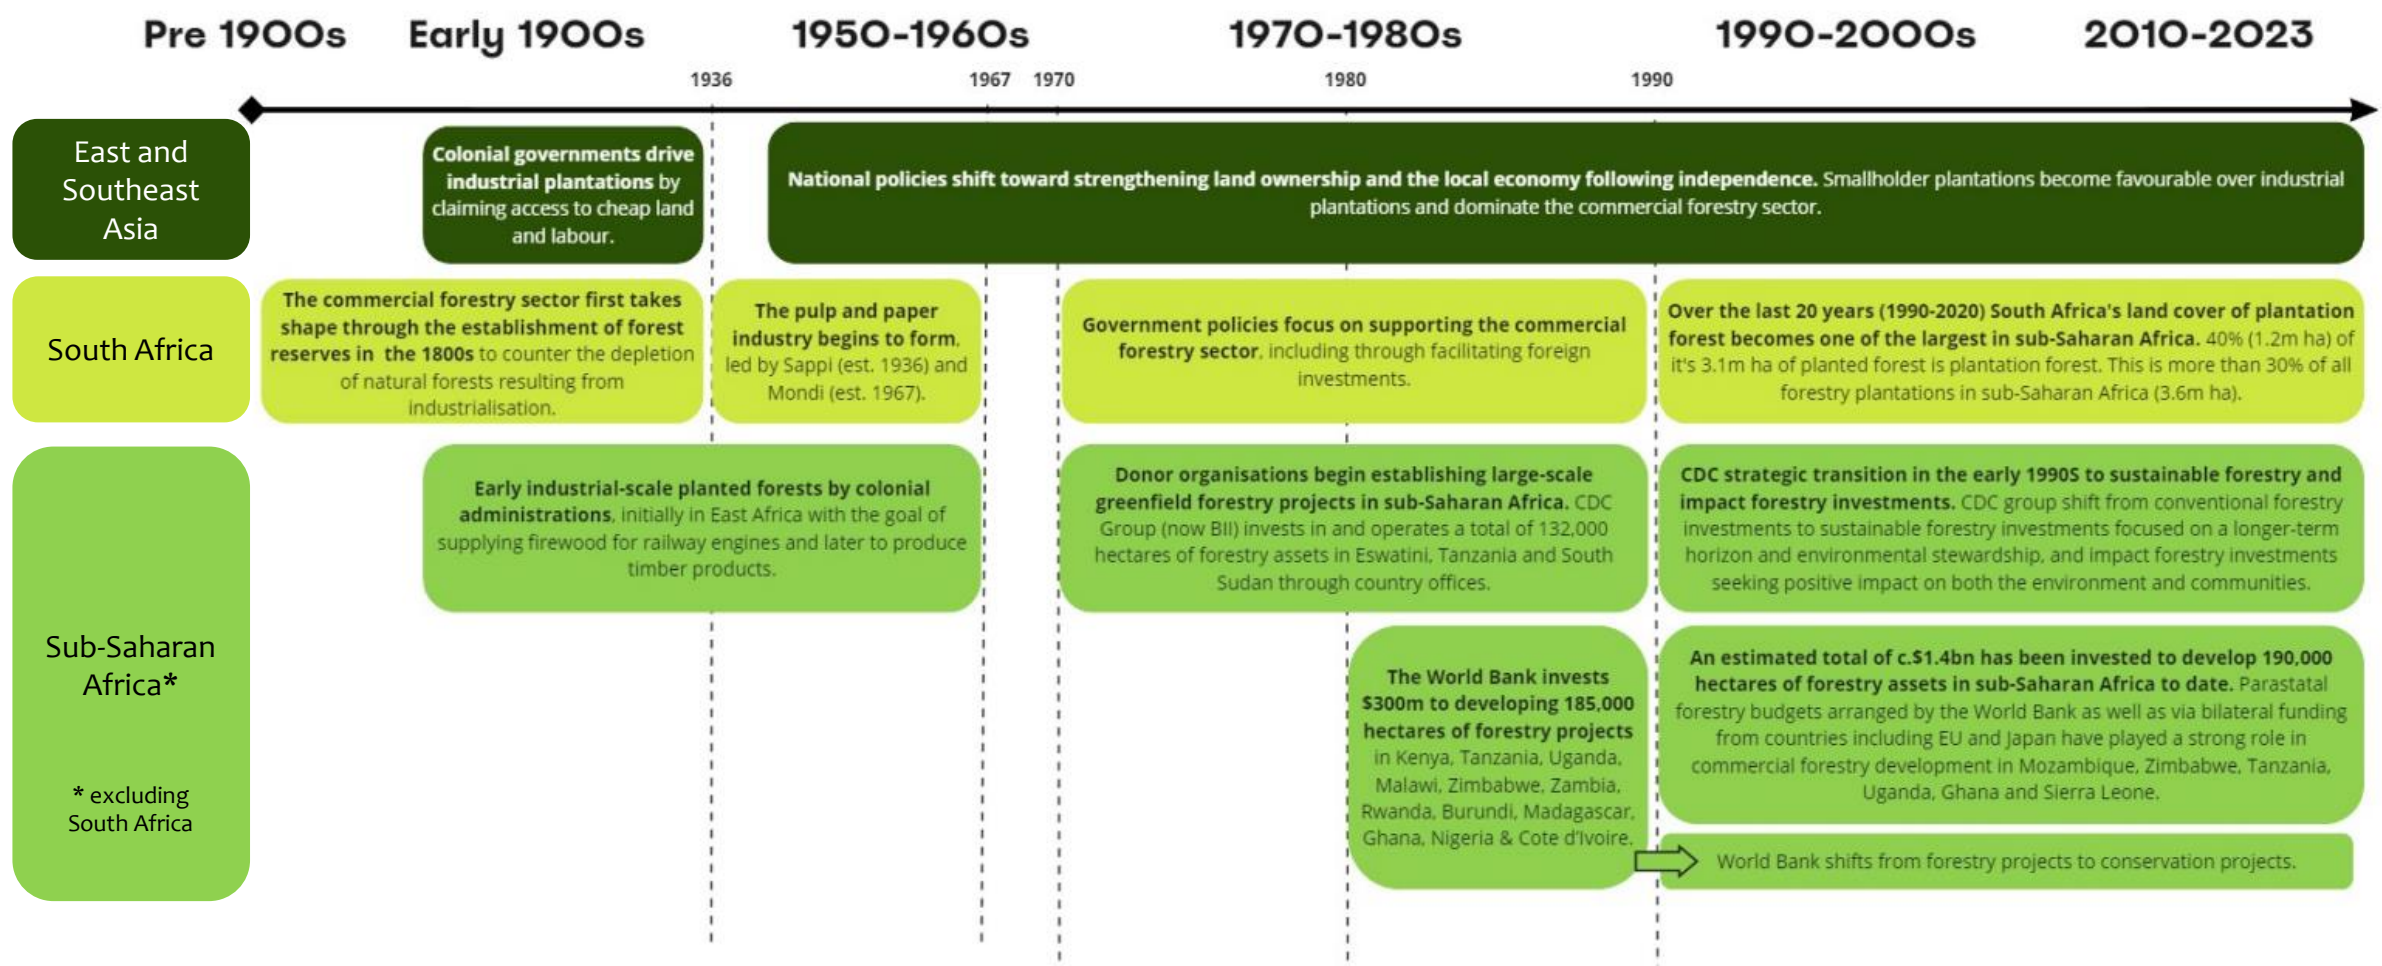 Pre 1900s
Early 1900s
1950-1960s
1970-1980s
1990-2000s
2010-2023
1936
1967
1970
1980
1990
East and
Southeast
Asia
Colonial governments drive
industrial plantations by
claiming access to cheap land
and labour.
National policies shift toward strengthening land ownership and the local economy following independence. Smallholder plantations become favourable over industrial
plantations and dominate the commercial forestry sector.
South Africa
The commercial forestry sector first takes
shape through the establishment of forest
reserves in the 1800s to counter the depletion
of natural forests resulting from
industrialisation.
The pulp and paper
industry begins to form,
led by Sappi (est. 1936) and
Mondi (est. 1967).
Government policies focus on supporting the commercial
forestry sector, including through facilitating foreign
investments.
Over the last 20 years (1990-2020) South Africa's land cover of plantation
forest becomes one of the largest in sub-Saharan Africa. 40% (1.2m ha) of
it's 3.1m ha of planted forest is plantation forest. This is more than 30% of all
forestry plantations in sub-Saharan Africa (3.6m ha).
Sub-Saharan
Africa*
* excluding
South Africa
Early industrial-scale planted forests by colonial
administrations, initially in East Africa with the goal of
supplying firewood for railway engines and later to produce
timber products.
Donor organisations begin establishing large-scale
greenfield forestry projects in sub-Saharan Africa. CDC
Group (now BII) invests in and operates a total of 132,000
hectares of forestry assets in Eswatini, Tanzania and South
Sudan through country offices.
CDC strategic transition in the early 1990S to sustainable forestry and
impact forestry investments. CDC group shift from conventional forestry
investments to sustainable forestry investments focused on a longer-term
horizon and environmental stewardship, and impact forestry investments
seeking positive impact on both the environment and communities.
The World Bank invests
$300m to developing 185,000
hectares of forestry projects
in Kenya, Tanzania, Uganda,
Malawi, Zimbabwe, Zambia,
Rwanda, Burundi, Madagascar,
Ghana, Nigeria & Cote d'Ivoire.
An estimated total of c.$1.4bn has been invested to develop 190,000
hectares of forestry assets in sub-Saharan Africa to date. Parastatal
forestry budgets arranged by the World Bank as well as via bilateral funding
from countries including EU and Japan have played a strong role in
commercial forestry development in Mozambique, Zimbabwe, Tanzania,
Uganda, Ghana and Sierra Leone.
World Bank shifts from forestry projects to conservation projects.